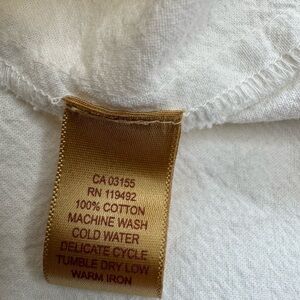 CA 03155
RN 119492
100% COTTON
MACHINE WASH
COLD WATER
DELICATE CYCLE
TUMBLE DRY LOW
WARM IRON